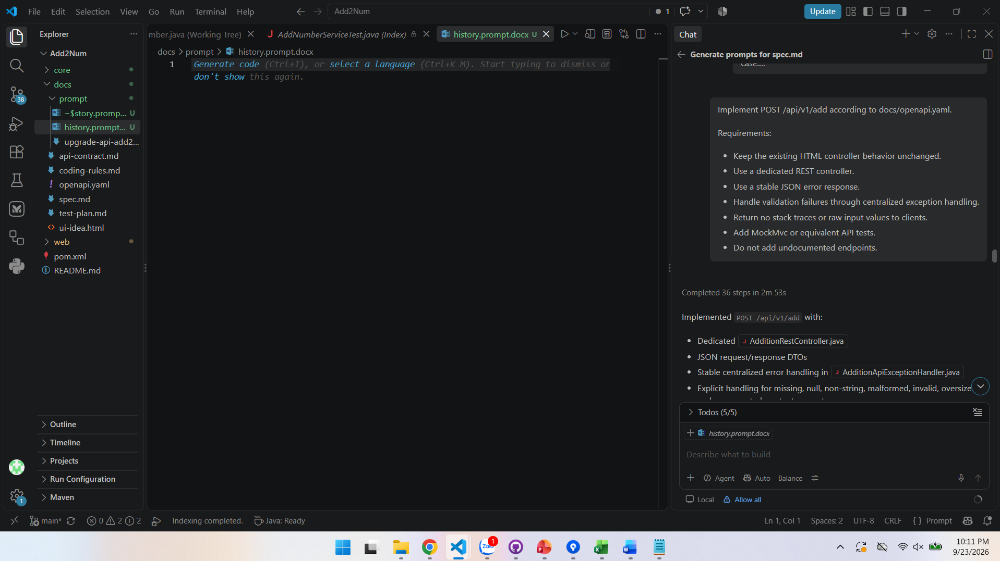 File Edit Selection View Go Run Terminal Help
Add2Num
1
Update
Explorer
Add2Num
core
docs
prompt
~$story.promp... U
history.prompt... U
upgrade-api-add2...
api-contract.md
coding-rules.md
openapi.yaml
spec.md
test-plan.md
ui-idea.html
web
pom.xml
README.md
Outline
Timeline
Projects
Run Configuration
Maven
38
1
mber.java (Working Tree)
AddNumberServiceTest.java (Index)
history.prompt.docx U
docs > prompt > history.prompt.docx
1
Generate code (Ctrl+I), or select a language (Ctrl+K M). Start typing to dismiss or
don't show this again.
Chat
Generate prompts for spec.md
case....
Implement POST /api/v1/add according to docs/openapi.yaml.
Requirements:
• Keep the existing HTML controller behavior unchanged.
• Use a dedicated REST controller.
• Use a stable JSON error response.
• Handle validation failures through centralized exception handling.
• Return no stack traces or raw input values to clients.
• Add MockMvc or equivalent API tests.
• Do not add undocumented endpoints.
Completed 36 steps in 2m 53s
Implemented POST /api/v1/add with:
• Dedicated AdditionRestController.java
• JSON request/response DTOs
• Stable centralized error handling in AdditionApiExceptionHandler.java
• Explicit handling for missing, null, non-string, malformed, invalid, oversize
Todos (5/5)
history.prompt.docx
Describe what to build
Agent Auto Balance
Local Allow all
main* 0 2 2 Indexing completed. Java: Ready
Ln 1, Col 1 Spaces: 2 UTF-8 CRLF { } Prompt
Zalo 1
10:11 PM
9/23/2026